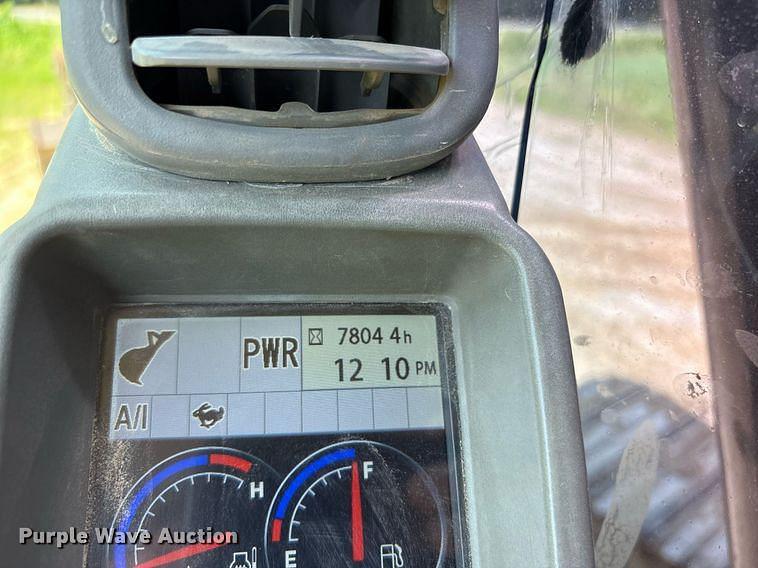 PWR 7804 4h
12 10 PM
A/I
H F
E
Purple Wave Auction